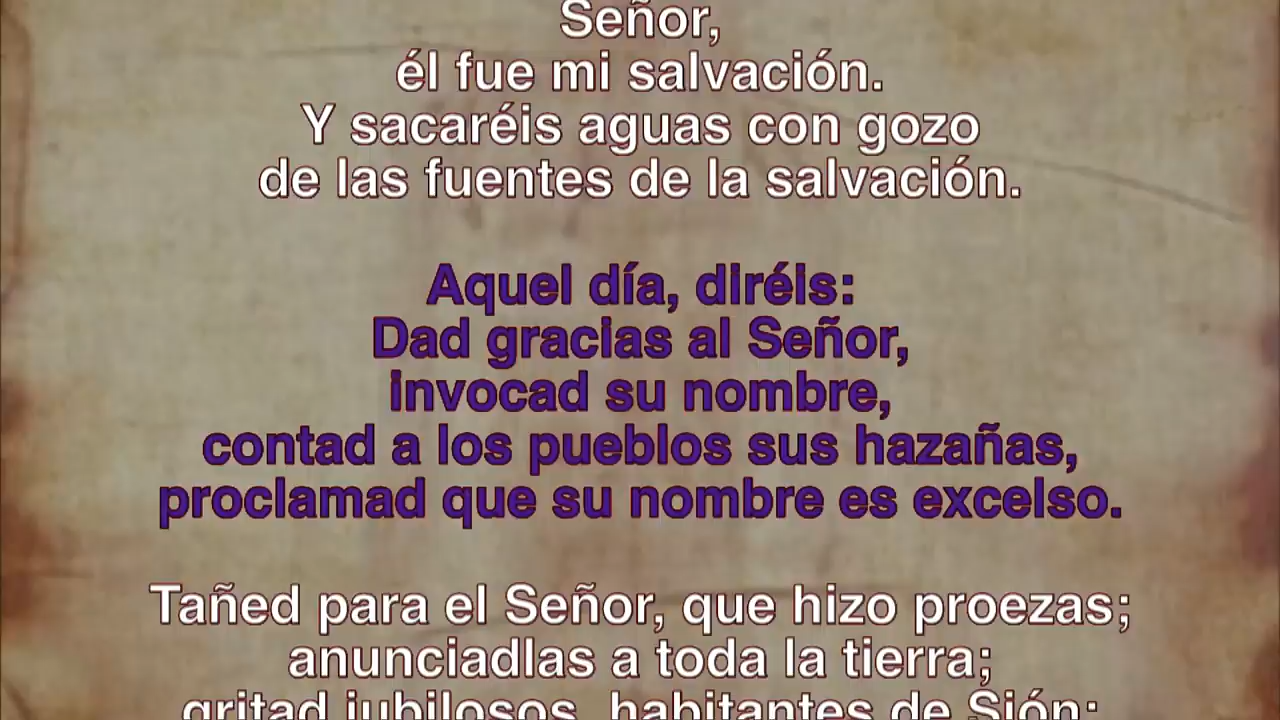 Señor,
él fue mi salvación.
Y sacaréis aguas con gozo
de las fuentes de la salvación.
Aquel día, diréis:
Dad gracias al Señor,
invocad su nombre,
contad a los pueblos sus hazañas,
proclamad que su nombre es excelso.
Tañed para el Señor, que hizo proezas;
anunciadlas a toda la tierra;
gritad jubilosos, habitantes de Sión: